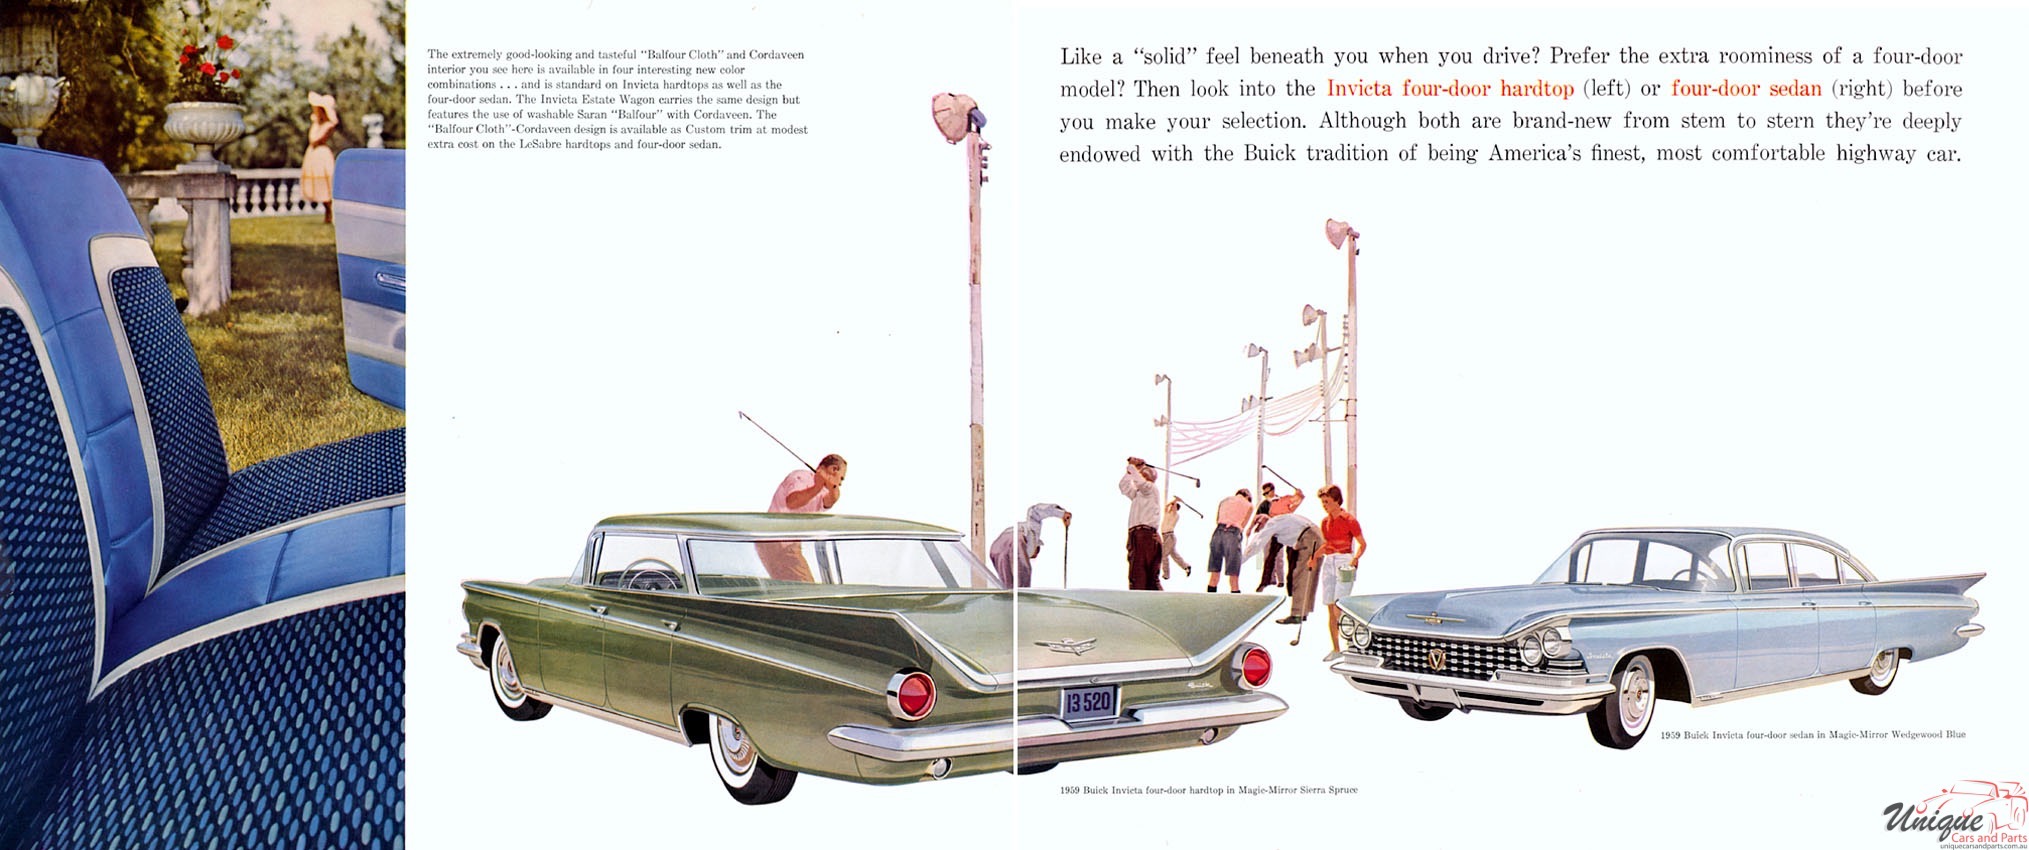 The extremely good-looking and tasteful “Balfour Cloth” and Cordaveen
interior you see here is available in four interesting new color
combinations . . . and is standard on Invicta hardtops as well as the
four-door sedan. The Invicta Estate Wagon carries the same design but
features the use of washable Saran “Balfour” with Cordaveen. The
“Balfour Cloth”-Cordaveen design is available as Custom trim at modest
extra cost on the LeSabre hardtops and four-door sedan.
Like a “solid” feel beneath you when you drive? Prefer the extra roominess of a four-door
model? Then look into the Invicta four-door hardtop (left) or four-door sedan (right) before
you make your selection. Although both are brand-new from stem to stern they’re deeply
endowed with the Buick tradition of being America’s finest, most comfortable highway car.
Buick
13 520
Invicta
1959 Buick Invicta four-door sedan in Magic-Mirror Wedgewood Blue
1959 Buick Invicta four-door hardtop in Magic-Mirror Sierra Spruce
Unique
Cars and Parts
uniquecarsandparts.com.au